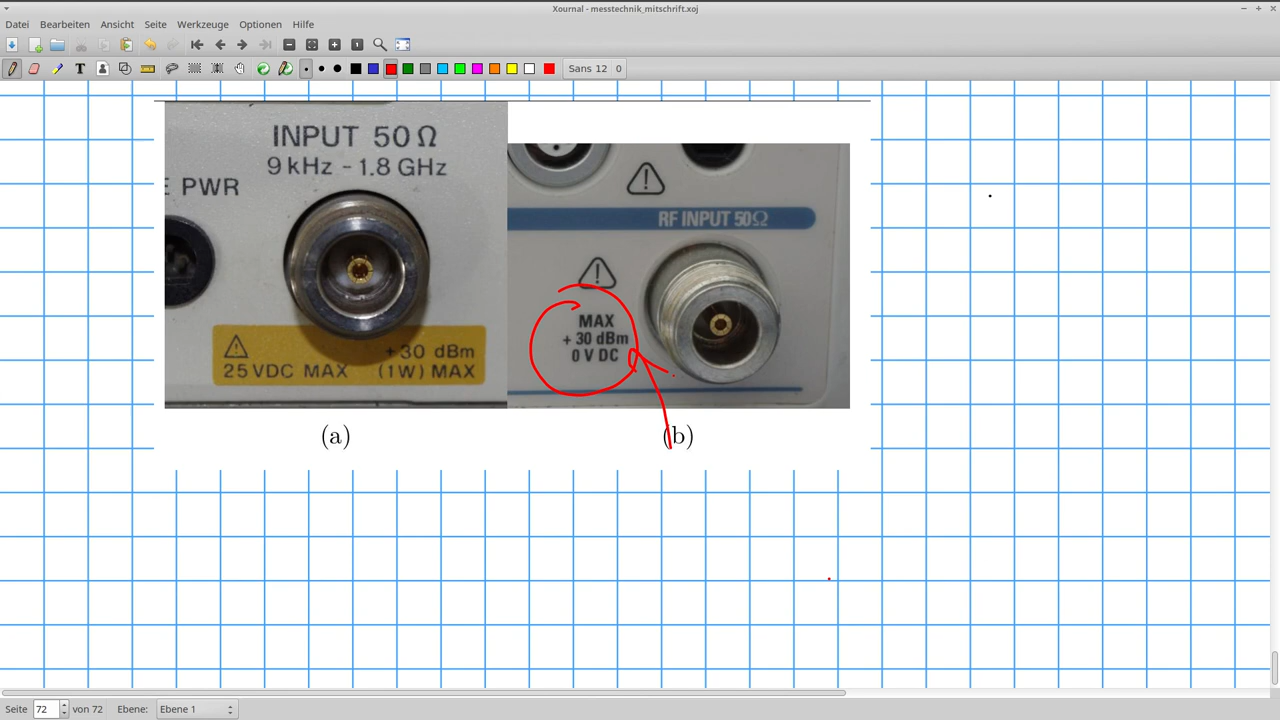 Xournal - messtechnik_mitschrift.xoj
Datei Bearbeiten Ansicht Seite Werkzeuge Optionen Hilfe
Sans 12 0
INPUT 50 Ω
9 kHz - 1.8 GHz
E PWR
+30 dBm
25 VDC MAX (1W) MAX
RF INPUT 50Ω
MAX
+ 30 dBm
0 V DC
(a) (b)
Seite 72 von 72 Ebene: Ebene 1